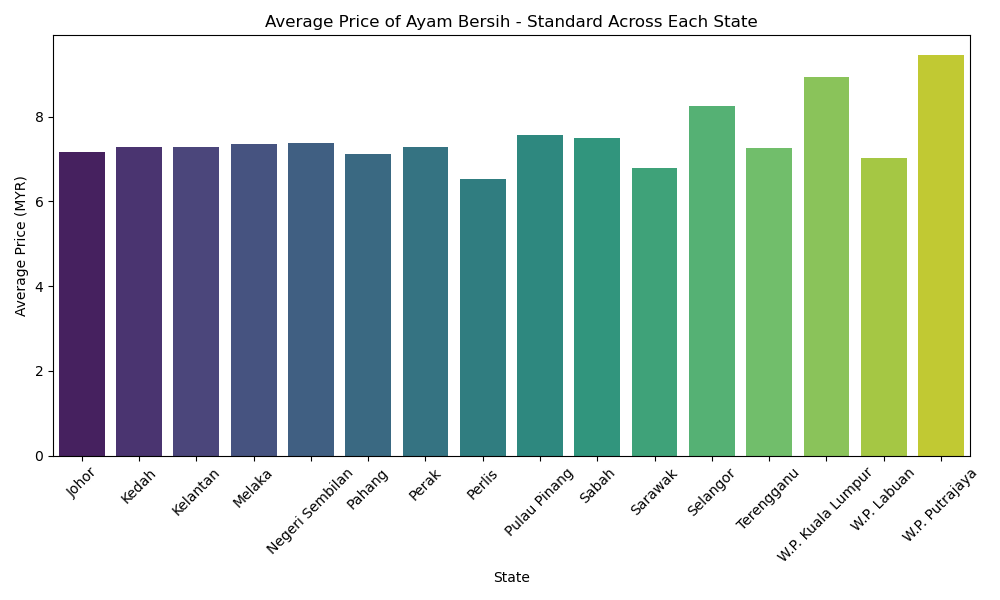 Average Price of Ayam Bersih - Standard Across Each State
Average Price (MYR)
8
6
4
2
0
Johor
Kedah
Kelantan
Melaka
Negeri Sembilan
Pahang
Perak
Perlis
Pulau Pinang
Sabah
Sarawak
Selangor
Terengganu
W.P. Kuala Lumpur
W.P. Labuan
W.P. Putrajaya
State